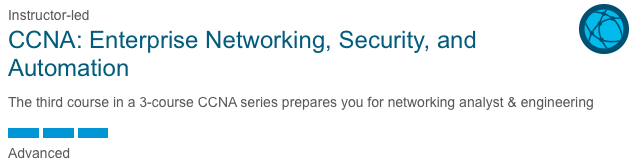 Instructor-led
CCNA: Enterprise Networking, Security, and
Automation
The third course in a 3-course CCNA series prepares you for networking analyst & engineering
Advanced